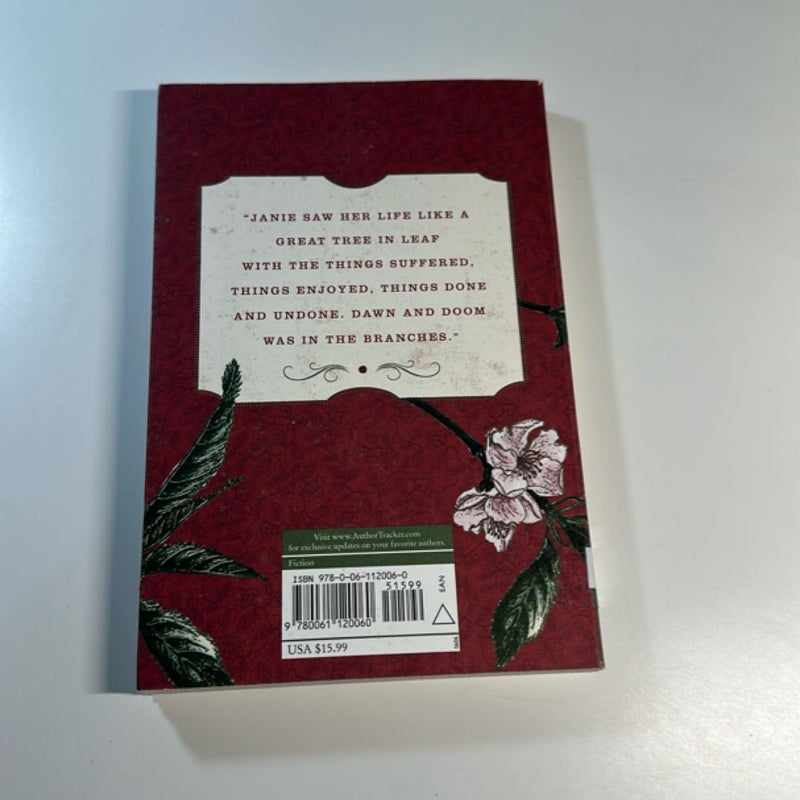 "JANIE SAW HER LIFE LIKE A
GREAT TREE IN LEAF
WITH THE THINGS SUFFERED,
THINGS ENJOYED, THINGS DONE
AND UNDONE. DAWN AND DOOM
WAS IN THE BRANCHES."
Visit www.AuthorTracker.com
for exclusive updates on your favorite authors.
Fiction
ISBN 978-0-06-112006-0
51599
EAN
9 780061 120060
USA $15.99
0606